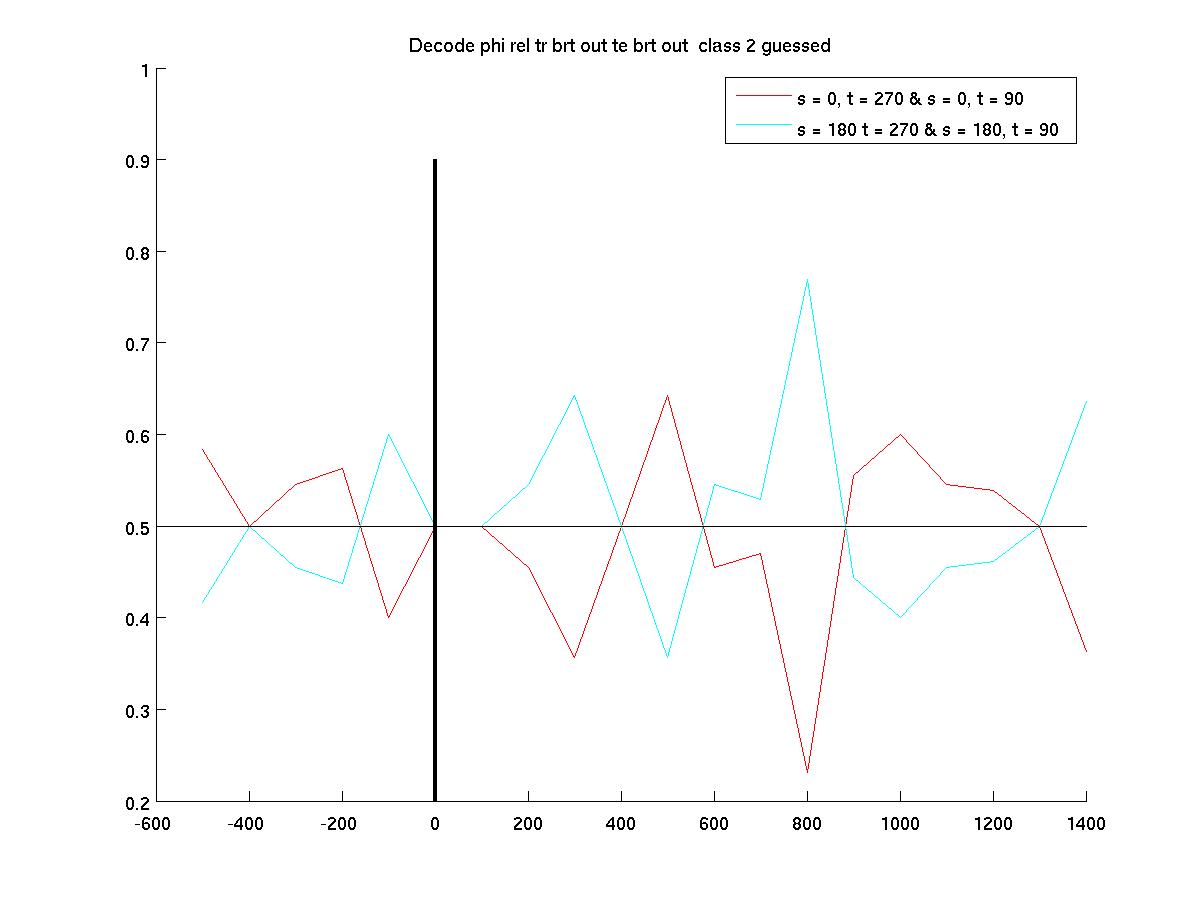 Decode phi rel tr brt out te brt out  class 2 guessed
s = 0, t = 270 & s = 0, t = 90
s = 180 t = 270 & s = 180, t = 90
1
0.9
0.8
0.7
0.6
0.5
0.4
0.3
0.2
-600 -400 -200 0 200 400 600 800 1000 1200 1400